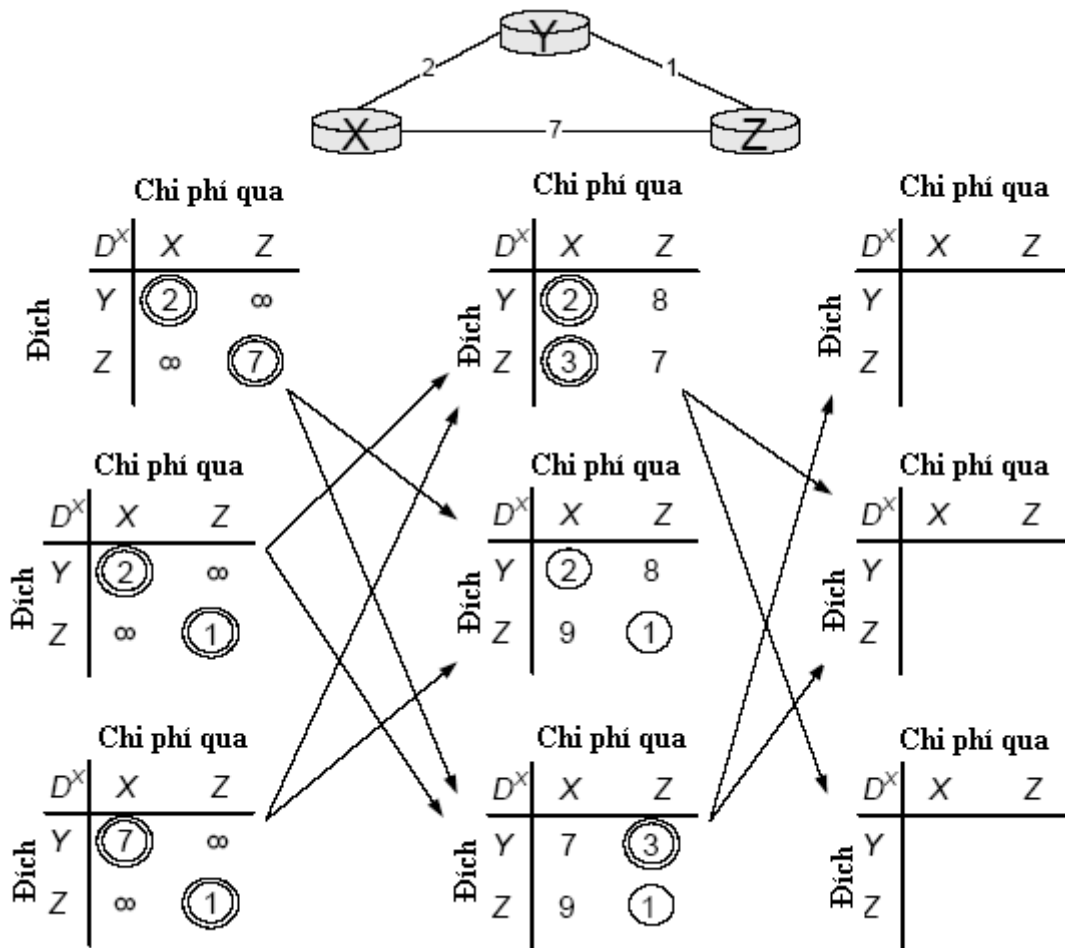 Y
2
1
X
7
Z
Chi phí qua
Chi phí qua
Chi phí qua
D^X X Z
D^X X Z
D^X X Z
Đích
Y 2 ∞
Z ∞ 7
Đích
Y 2 8
Z 3 7
Đích
Y
Z
Chi phí qua
Chi phí qua
Chi phí qua
D^X X Z
D^X X Z
D^X X Z
Đích
Y 2 ∞
Z ∞ 1
Đích
Y 2 8
Z 9 1
Đích
Y
Z
Chi phí qua
Chi phí qua
Chi phí qua
D^X X Z
D^X X Z
D^X X Z
Đích
Y 7 ∞
Z ∞ 1
Đích
Y 7 3
Z 9 1
Đích
Y
Z